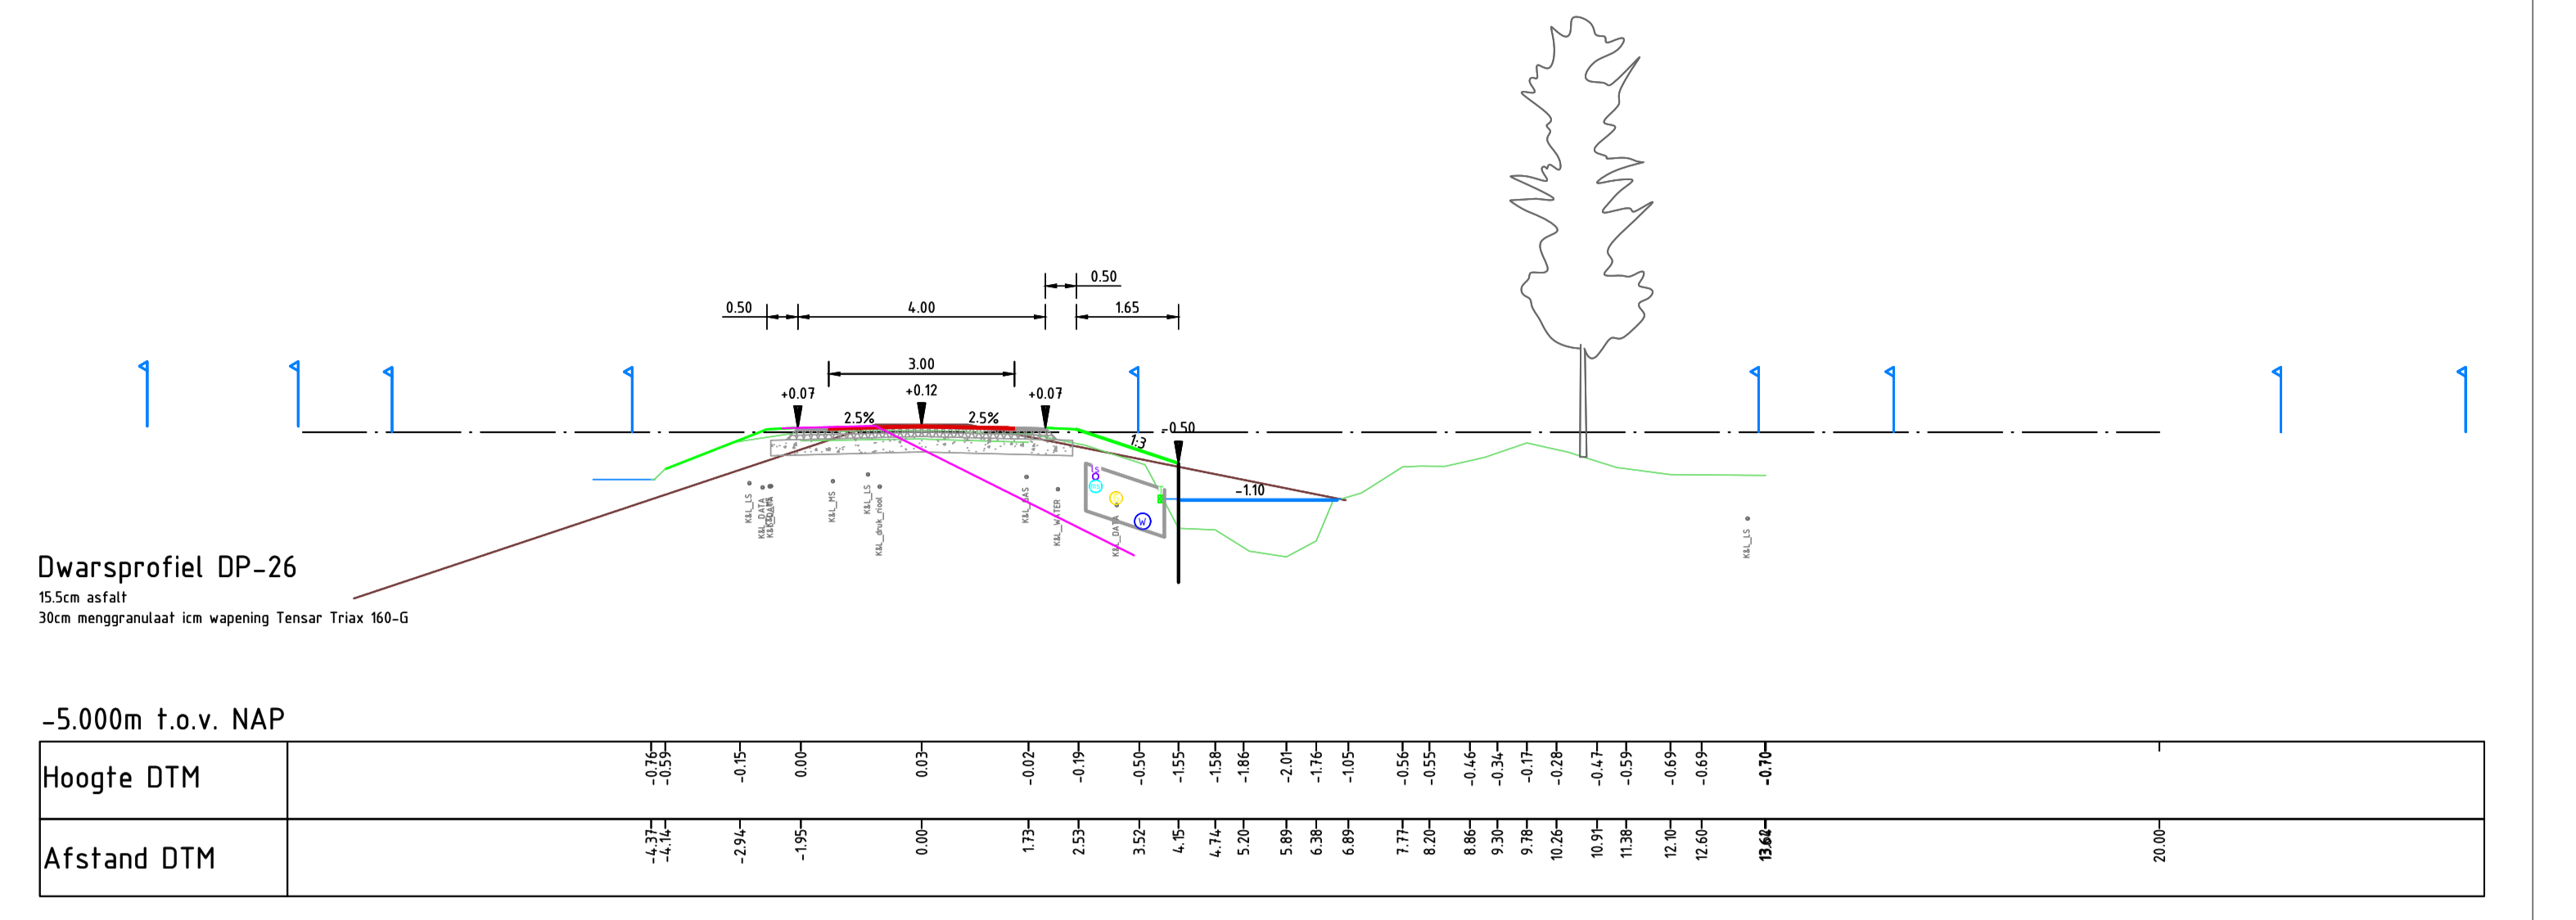 0.50
0.50 4.00 1.65
3.00
+0.07 +0.12 +0.07
2.5% 2.5%
-0.50
1:3
-1.10
LS
W
K&L_LS
K&L_DATA
K&L_MS
K&L_LS
K&L_druk_riool
K&L_GAS
K&L_WATER
K&L_DATA
K&L_LS
Dwarsprofiel DP-26
15.5cm asfalt
30cm menggranulaat icm wapening Tensar Triax 160-G
-5.000m t.o.v. NAP
Hoogte DTM -0.76 -0.59 -0.15 0.00 0.03 -0.02 -0.19 -0.50 -1.55 -1.58 -1.86 -2.01 -1.76 -1.05 -0.56 -0.55 -0.46 -0.34 -0.17 -0.28 -0.47 -0.59 -0.69 -0.69 -0.70
Afstand DTM -4.37 -4.14 -2.94 -1.95 0.00 1.73 2.53 3.52 4.15 4.74 5.20 5.89 6.38 6.89 7.77 8.20 8.86 9.30 9.78 10.26 10.91 11.38 12.10 12.60 20.00